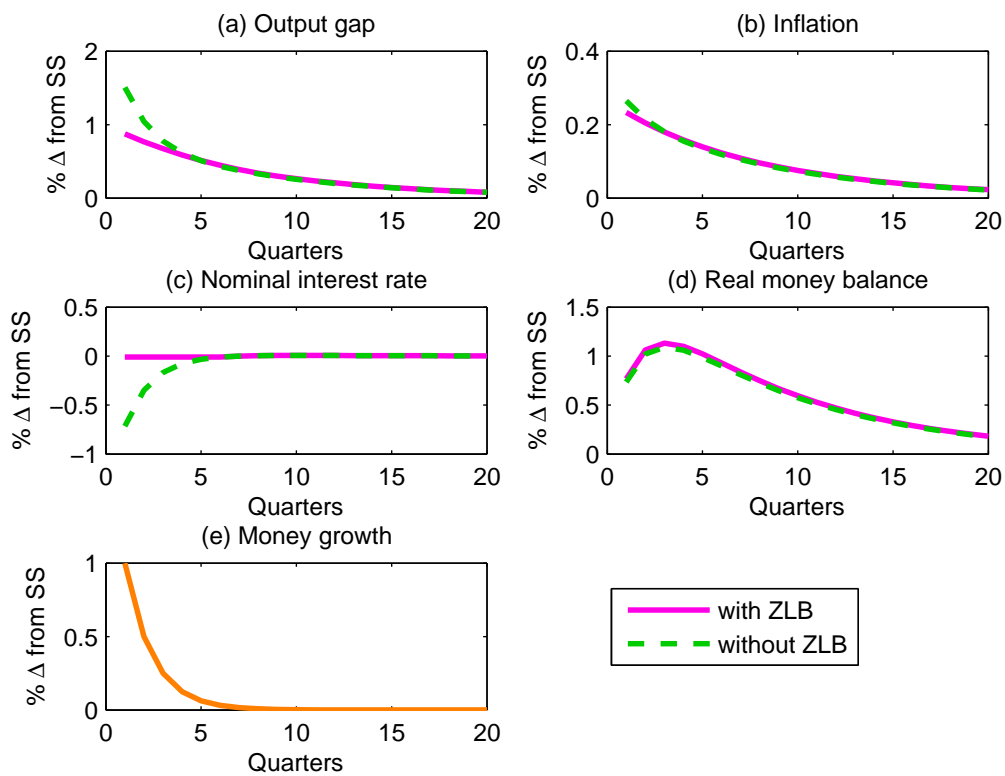 (a) Output gap
% Δ from SS
2
1
0
0 5 10 15 20
Quarters
(b) Inflation
% Δ from SS
0.4
0.2
0
0 5 10 15 20
Quarters
(c) Nominal interest rate
% Δ from SS
0.5
0
−0.5
−1
0 5 10 15 20
Quarters
(d) Real money balance
% Δ from SS
1.5
1
0.5
0
0 5 10 15 20
Quarters
(e) Money growth
% Δ from SS
1
0.5
0
0 5 10 15 20
Quarters
with ZLB
without ZLB